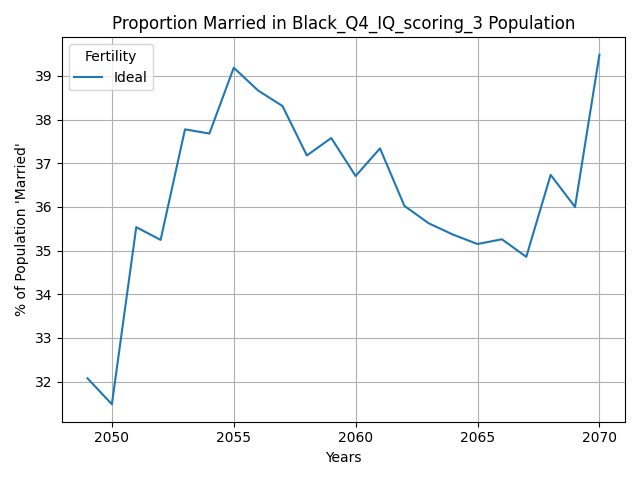 Proportion Married in Black_Q4_IQ_scoring_3 Population
Fertility
Ideal
% of Population 'Married'
39
38
37
36
35
34
33
32
2050 2055 2060 2065 2070
Years